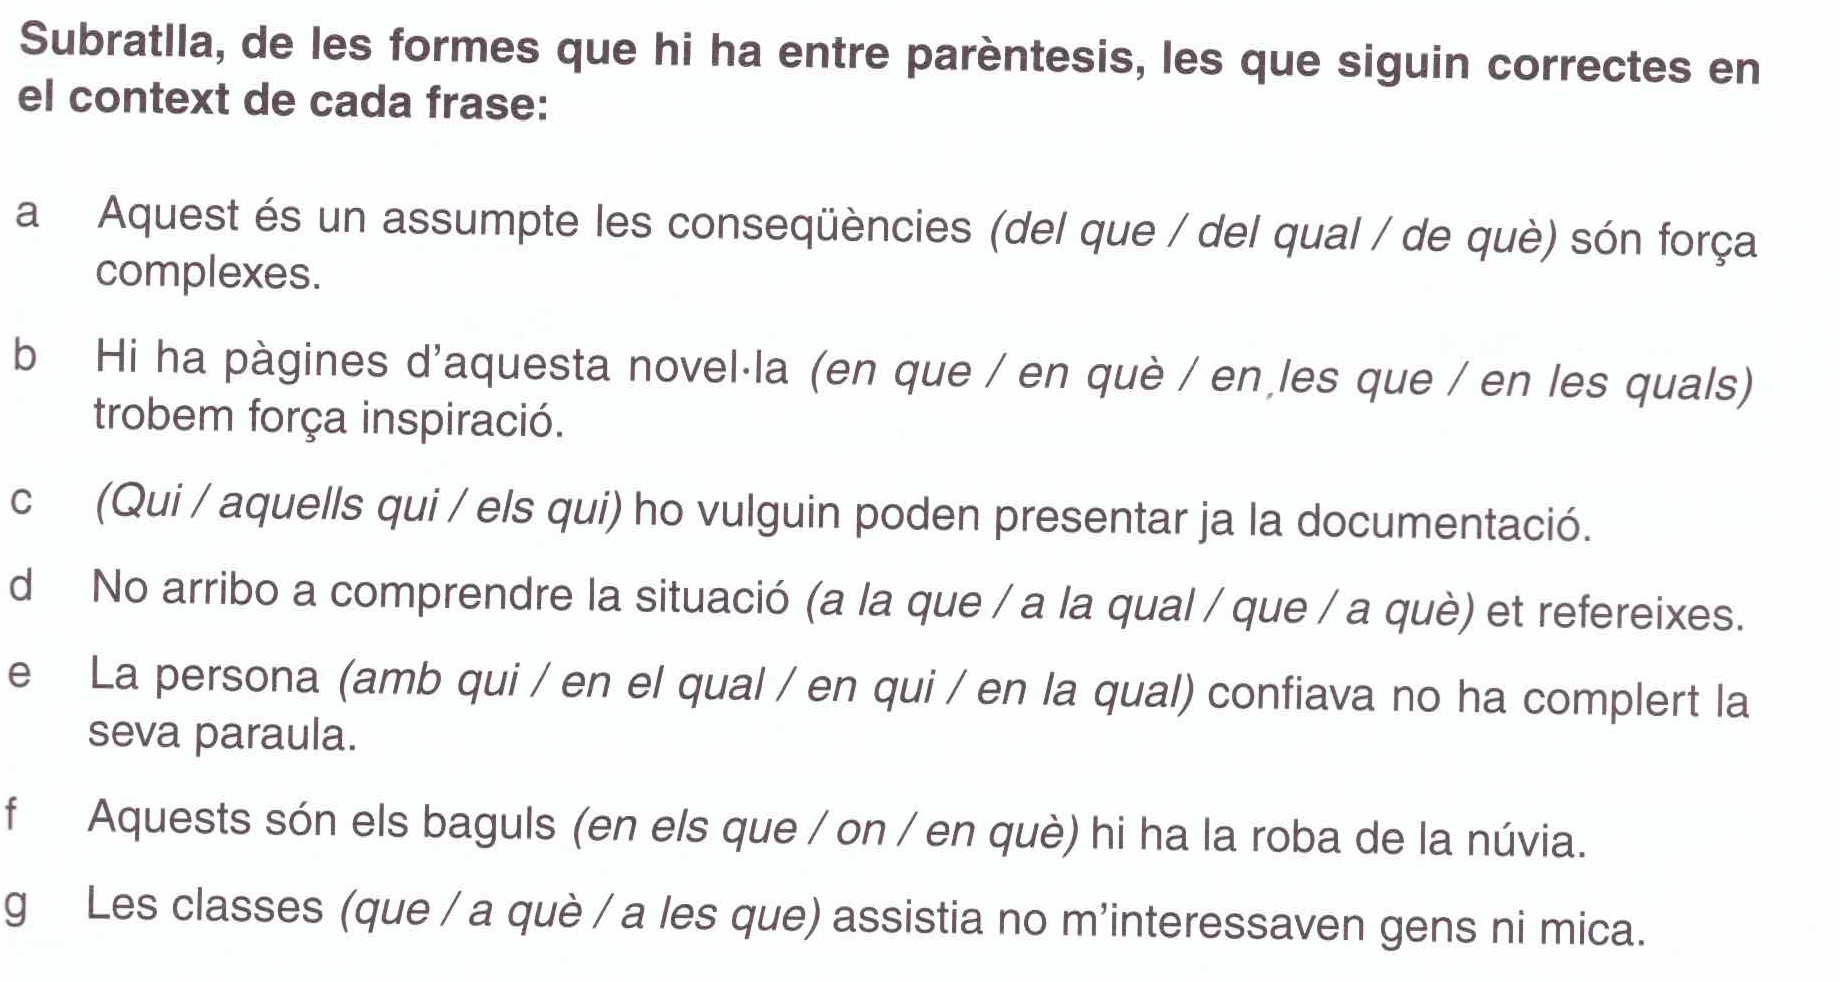 Subratlla, de les formes que hi ha entre parèntesis, les que siguin correctes en
el context de cada frase:
a Aquest és un assumpte les conseqüències (del que / del qual / de què) són força
complexes.
b Hi ha pàgines d'aquesta novel·la (en que / en què / en les que / en les quals)
trobem força inspiració.
c (Qui / aquells qui / els qui) ho vulguin poden presentar ja la documentació.
d No arribo a comprendre la situació (a la que / a la qual / que / a què) et refereixes.
e La persona (amb qui / en el qual / en qui / en la qual) confiava no ha complert la
seva paraula.
f Aquests són els baguls (en els que / on / en què) hi ha la roba de la núvia.
g Les classes (que / a què / a les que) assistia no m'interessaven gens ni mica.